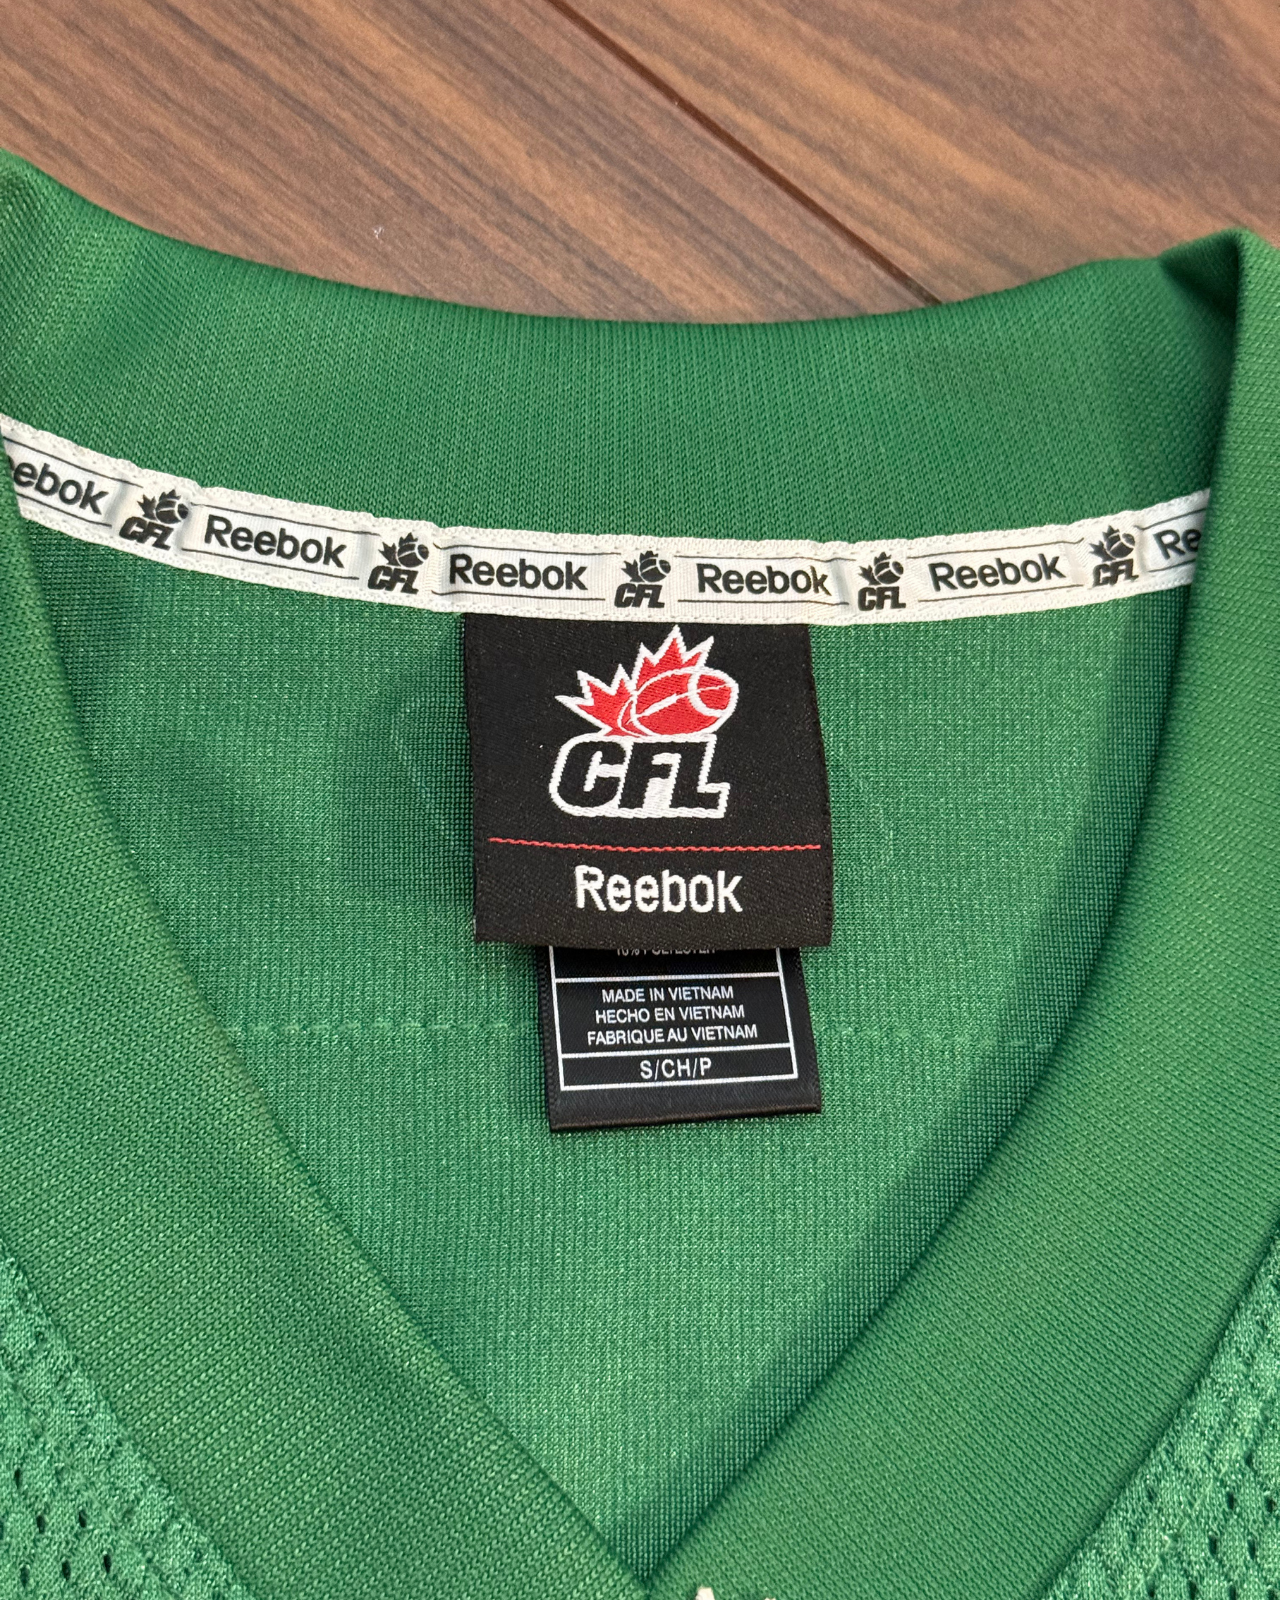 Reebok CFL Reebok CFL Reebok CFL Reebok CFL Reebok CFL
CFL
Reebok
MADE IN VIETNAM
HECHO EN VIETNAM
FABRIQUE AU VIETNAM
S/CH/P